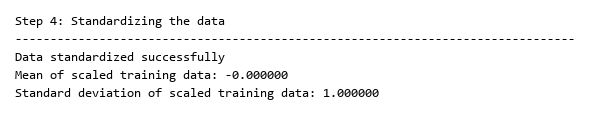 Step 4: Standardizing the data
--------------------------------------------------------------------------------
Data standardized successfully
Mean of scaled training data: -0.000000
Standard deviation of scaled training data: 1.000000